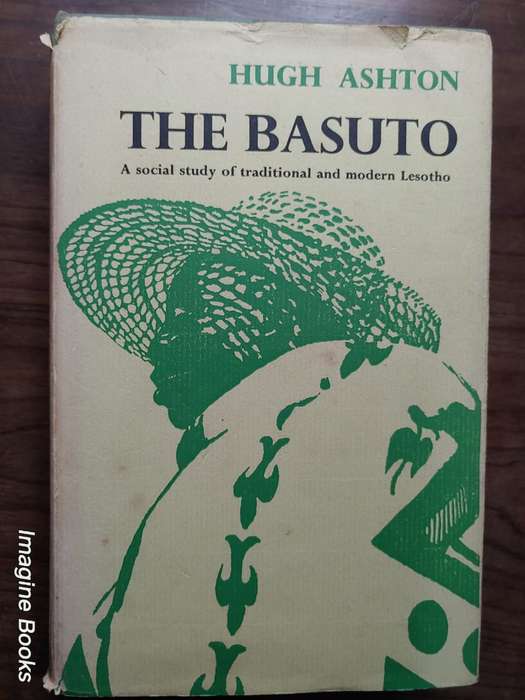 HUGH ASHTON
THE BASUTO
A social study of traditional and modern Lesotho
Imagine Books